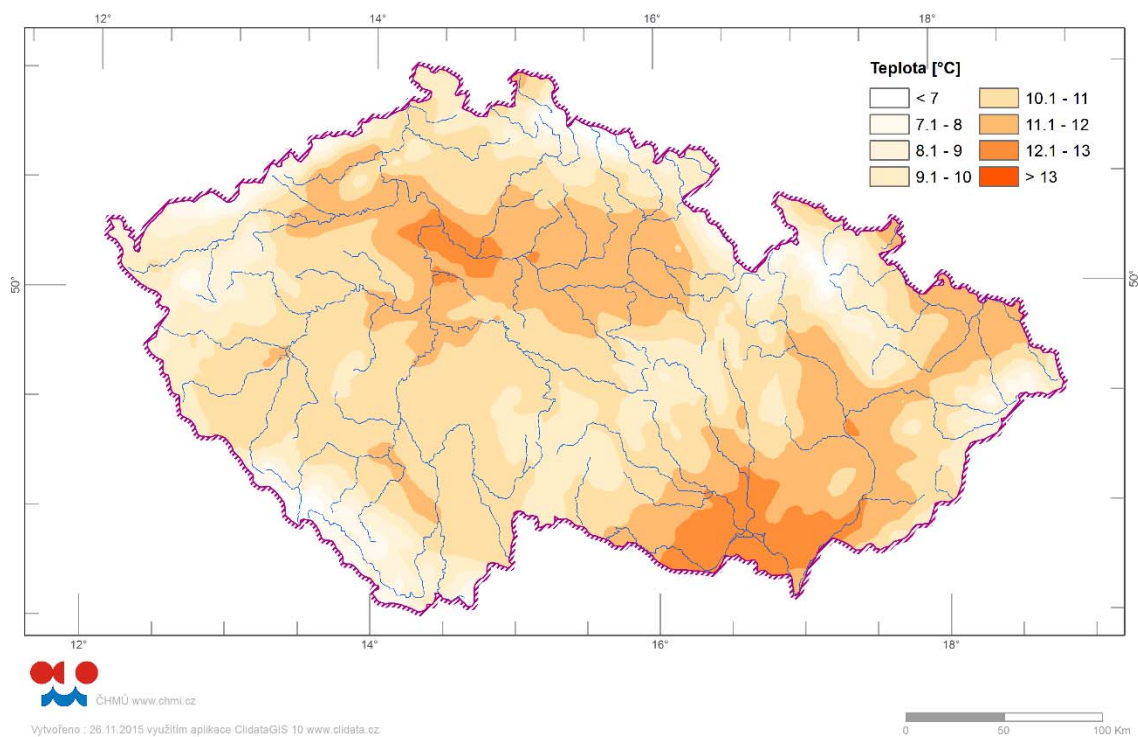 12°
14°
16°
18°
Teplota [°C]
< 7
7.1 - 8
8.1 - 9
9.1 - 10
10.1 - 11
11.1 - 12
12.1 - 13
> 13
50°
50°
12°
14°
16°
18°
ČHMÚ www.chmi.cz
Vytvořeno : 26.11.2015 využitím aplikace ClidataGIS 10 www.clidata.cz
0 50 100 Km